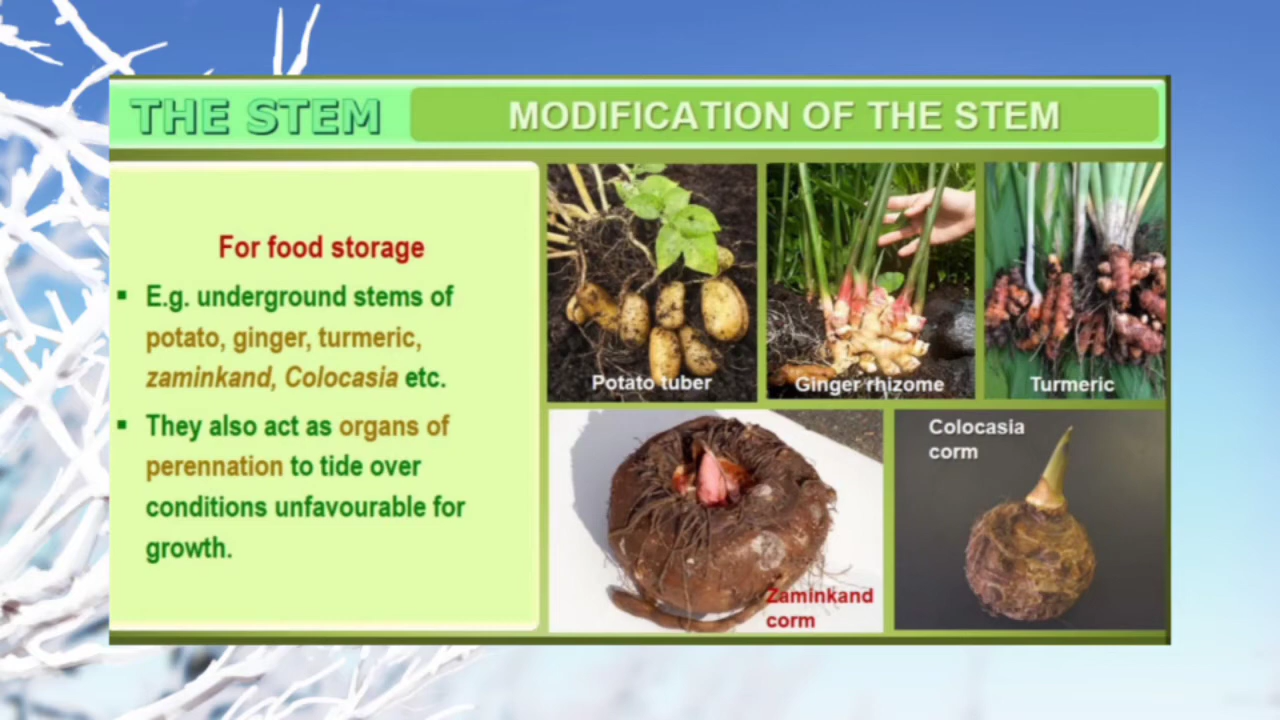 THE STEM
MODIFICATION OF THE STEM
For food storage
▪ E.g. underground stems of
potato, ginger, turmeric,
zaminkand, Colocasia etc.
▪ They also act as organs of
perennation to tide over
conditions unfavourable for
growth.
Potato tuber
Ginger rhizome
Turmeric
Zaminkand
corm
Colocasia
corm